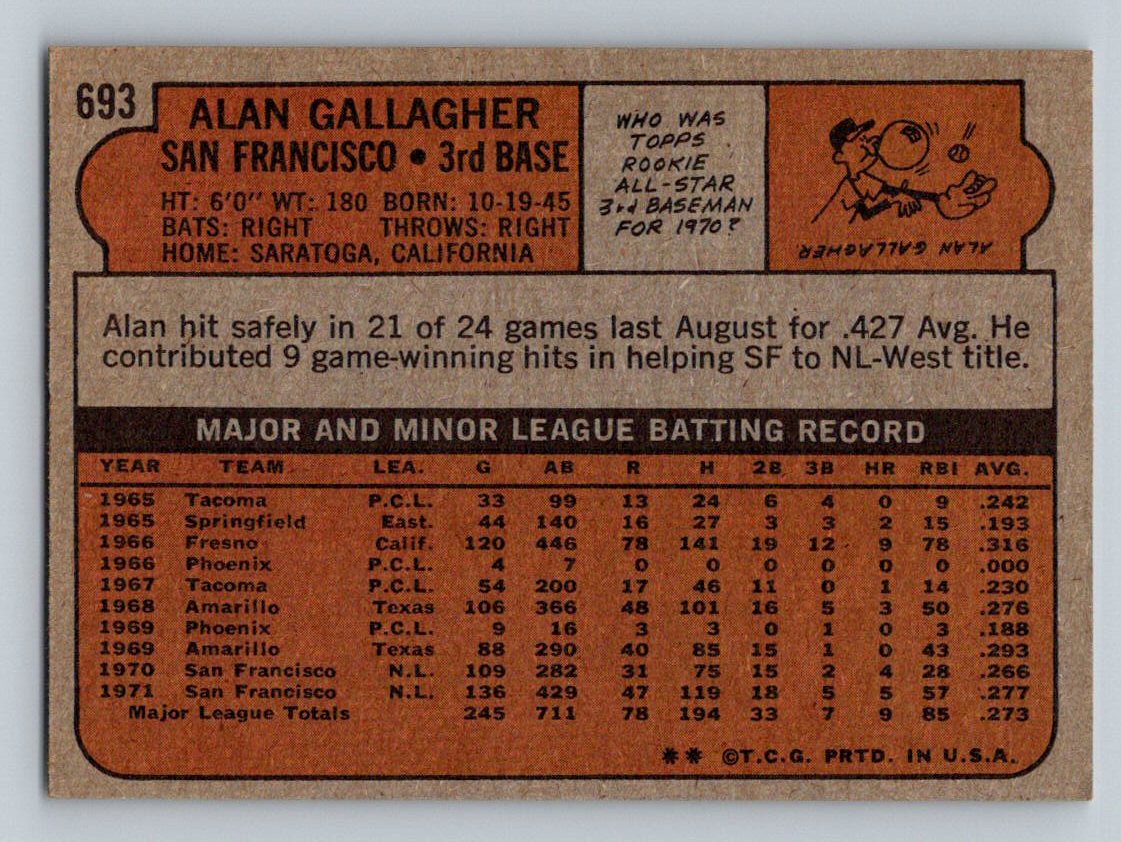 693
ALAN GALLAGHER
SAN FRANCISCO • 3rd BASE
HT: 6'0" WT: 180 BORN: 10-19-45
BATS: RIGHT THROWS: RIGHT
HOME: SARATOGA, CALIFORNIA
WHO WAS
TOPPS
ROOKIE
ALL-STAR
3rd BASEMAN
FOR 1970?
ALAN GALLAGHER
Alan hit safely in 21 of 24 games last August for .427 Avg. He
contributed 9 game-winning hits in helping SF to NL-West title.
MAJOR AND MINOR LEAGUE BATTING RECORD
YEAR TEAM LEA. G AB R H 2B 3B HR RBI AVG.
1965 Tacoma P.C.L. 33 99 13 24 6 4 0 9 .242
1965 Springfield East. 44 140 16 27 3 3 2 15 .193
1966 Fresno Calif. 120 446 78 141 19 12 9 78 .316
1966 Phoenix P.C.L. 4 7 0 0 0 0 0 0 .000
1967 Tacoma P.C.L. 54 200 17 46 11 0 1 14 .230
1968 Amarillo Texas 106 366 48 101 16 5 3 50 .276
1969 Phoenix P.C.L. 9 16 3 3 0 1 0 3 .188
1969 Amarillo Texas 88 290 40 85 15 1 0 43 .293
1970 San Francisco N.L. 109 282 31 75 15 2 4 28 .266
1971 San Francisco N.L. 136 429 47 119 18 5 5 57 .277
Major League Totals 245 711 78 194 33 7 9 85 .273
** ©T.C.G. PRTD. IN U.S.A.